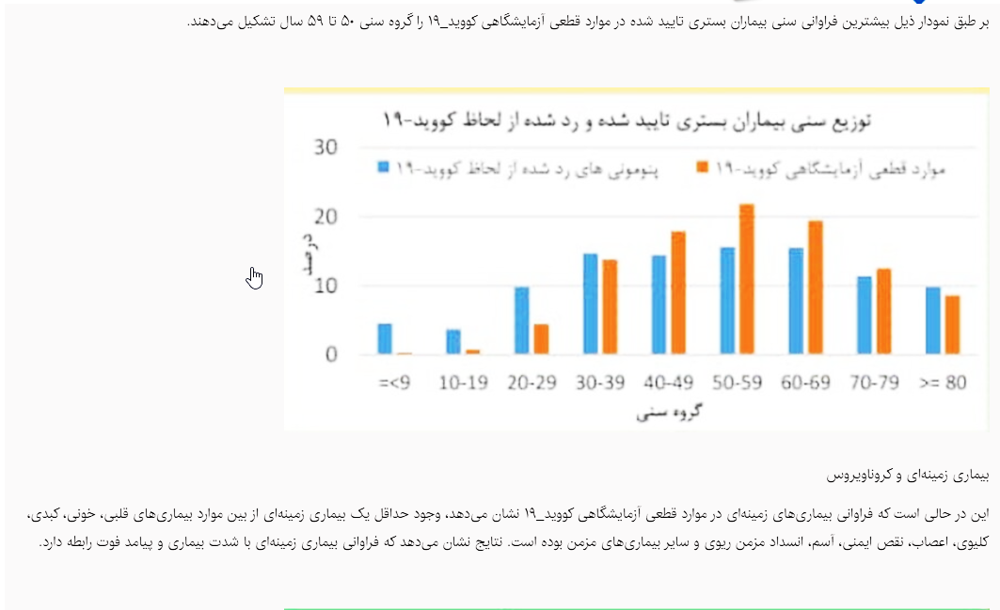 بر طبق نمودار ذیل بیشترین فراوانی سنی بیماران بستری تایید شده در موارد قطعی آزمایشگاهی کووید_۱۹ را گروه سنی ۵۰ تا ۵۹ سال تشکیل می‌دهند.
توزیع سنی بیماران بستری تایید شده و رد شده از لحاظ کووید-۱۹
موارد قطعی آزمایشگاهی کووید-۱۹
پنومونی های رد شده از لحاظ کووید-۱۹
30
20
10
0
درصد
=<9 10-19 20-29 30-39 40-49 50-59 60-69 70-79 >= 80
گروه سنی
بیماری زمینه‌ای و کروناویروس
این در حالی است که فراوانی بیماری‌های زمینه‌ای در موارد قطعی آزمایشگاهی کووید_۱۹ نشان می‌دهد، وجود حداقل یک بیماری زمینه‌ای از بین موارد بیماری‌های قلبی، خونی، کبدی،
کلیوی، اعصاب، نقص ایمنی، آسم، انسداد مزمن ریوی و سایر بیماری‌های مزمن بوده است. نتایج نشان می‌دهد که فراوانی بیماری زمینه‌ای با شدت بیماری و پیامد فوت رابطه دارد.